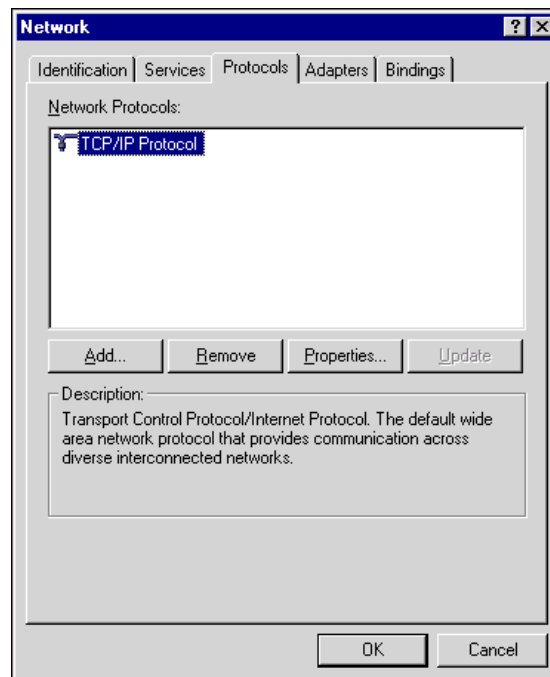 Network
Identification Services Protocols Adapters Bindings
Network Protocols:
TCP/IP Protocol
Add... Remove Properties... Update
Description:
Transport Control Protocol/Internet Protocol. The default wide
area network protocol that provides communication across
diverse interconnected networks.
OK Cancel